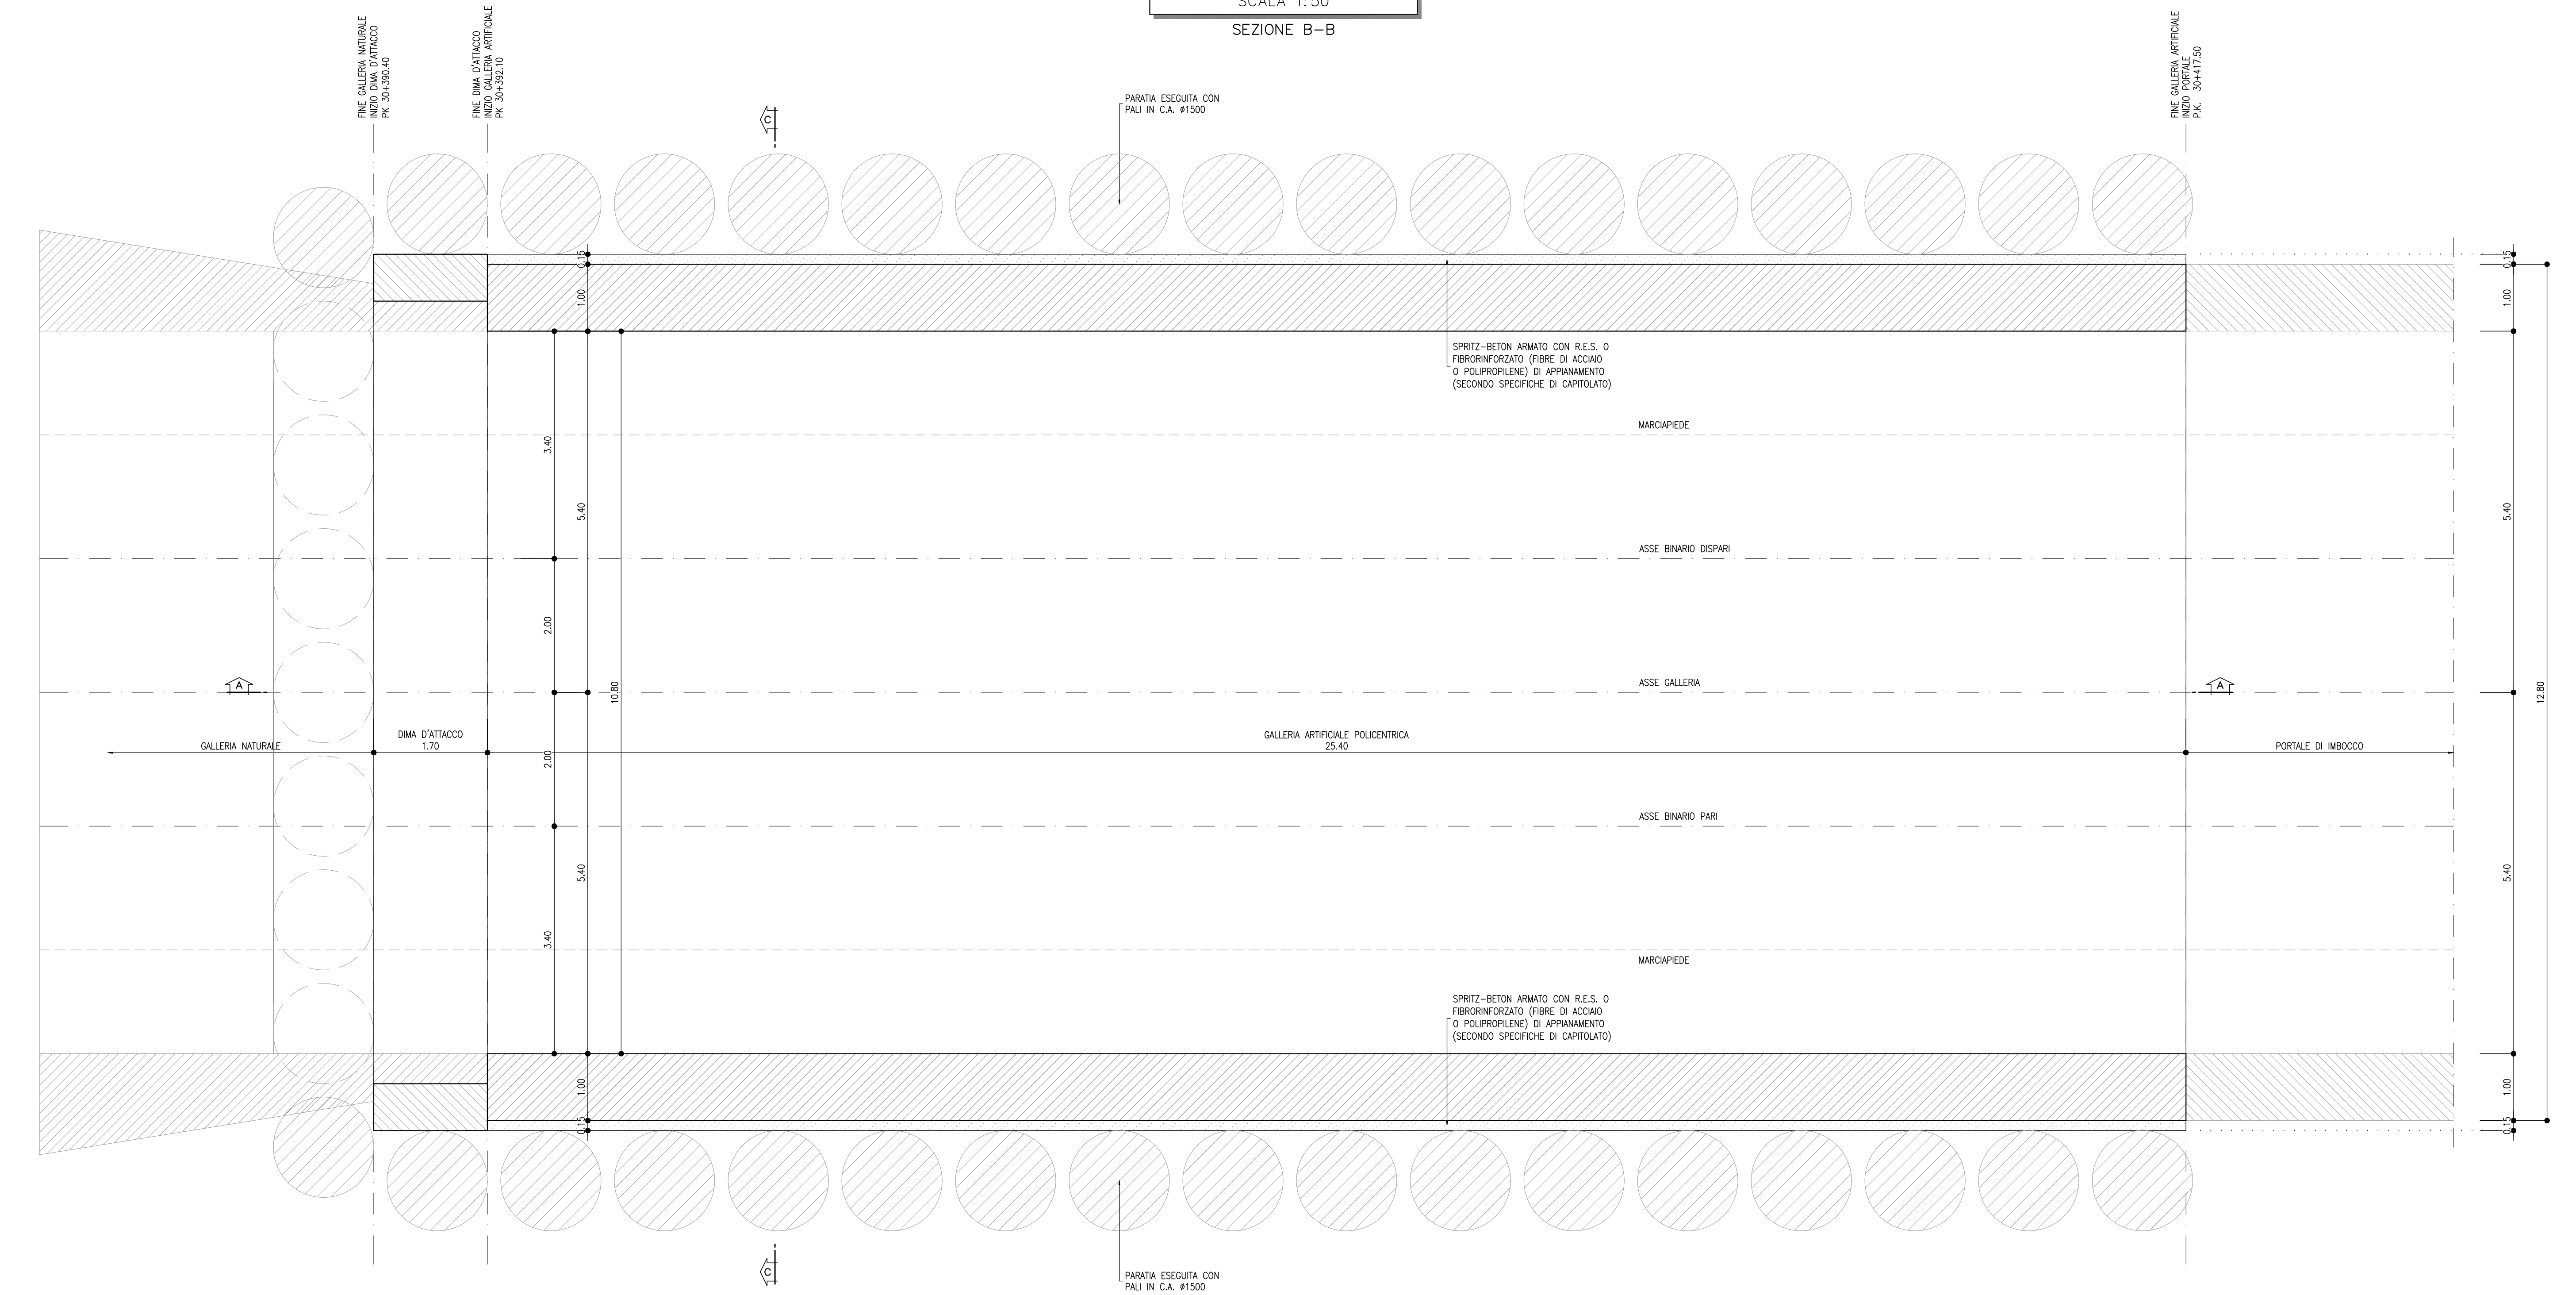 SCALA 1:50
SEZIONE B-B
FINE GALLERIA NATURALE
INIZIO DIMA D'ATTACCO
PK 30+390.40
FINE DIMA D'ATTACCO
INIZIO GALLERIA ARTIFICIALE
PK 30+392.10
FINE GALLERIA ARTIFICIALE
INIZIO PORTALE
P.K. 30+417.50
C
PARATIA ESEGUITA CON
PALI IN C.A. ø1500
0.15
1.00
0.15
1.00
SPRITZ-BETON ARMATO CON R.E.S. O
FIBRORINFORZATO (FIBRE DI ACCIAIO
O POLIPROPILENE) DI APPIANAMENTO
(SECONDO SPECIFICHE DI CAPITOLATO)
MARCIAPIEDE
3.40
5.40
5.40
ASSE BINARIO DISPARI
2.00
A
10.80
ASSE GALLERIA
A
12.80
GALLERIA NATURALE
DIMA D'ATTACCO
1.70
2.00
GALLERIA ARTIFICIALE POLICENTRICA
25.40
PORTALE DI IMBOCCO
ASSE BINARIO PARI
5.40
5.40
3.40
MARCIAPIEDE
SPRITZ-BETON ARMATO CON R.E.S. O
FIBRORINFORZATO (FIBRE DI ACCIAIO
O POLIPROPILENE) DI APPIANAMENTO
(SECONDO SPECIFICHE DI CAPITOLATO)
1.00
0.15
1.00
0.15
C
PARATIA ESEGUITA CON
PALI IN C.A. ø1500